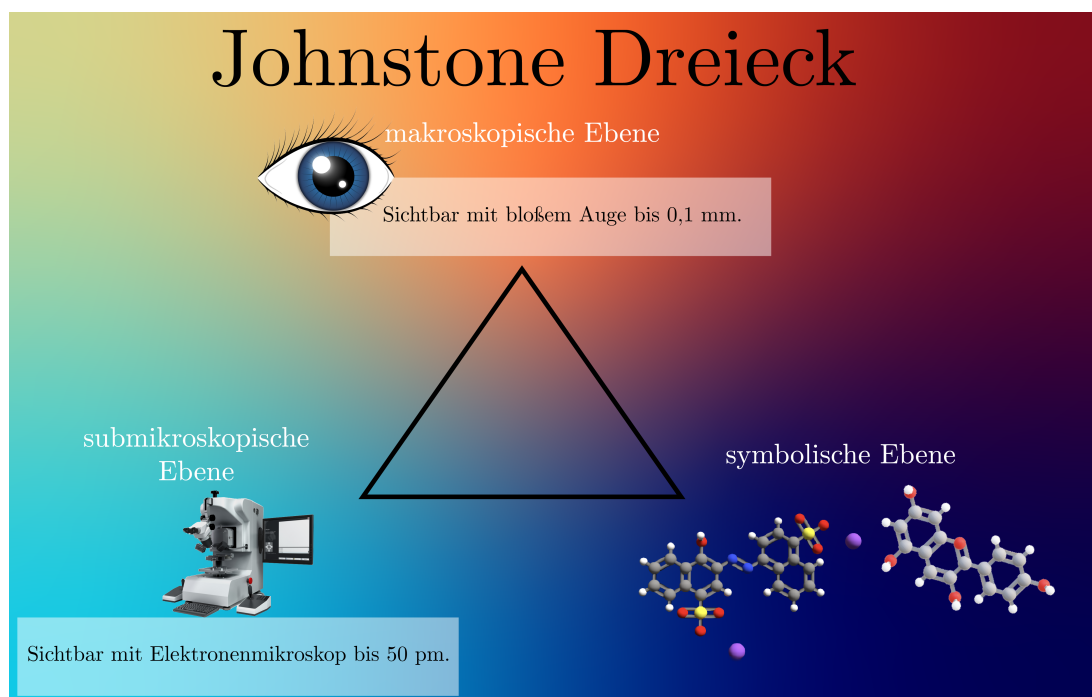 Johnstone Dreieck
makroskopische Ebene
Sichtbar mit bloßem Auge bis 0,1 mm.
submikroskopische
Ebene
symbolische Ebene
Sichtbar mit Elektronenmikroskop bis 50 pm.